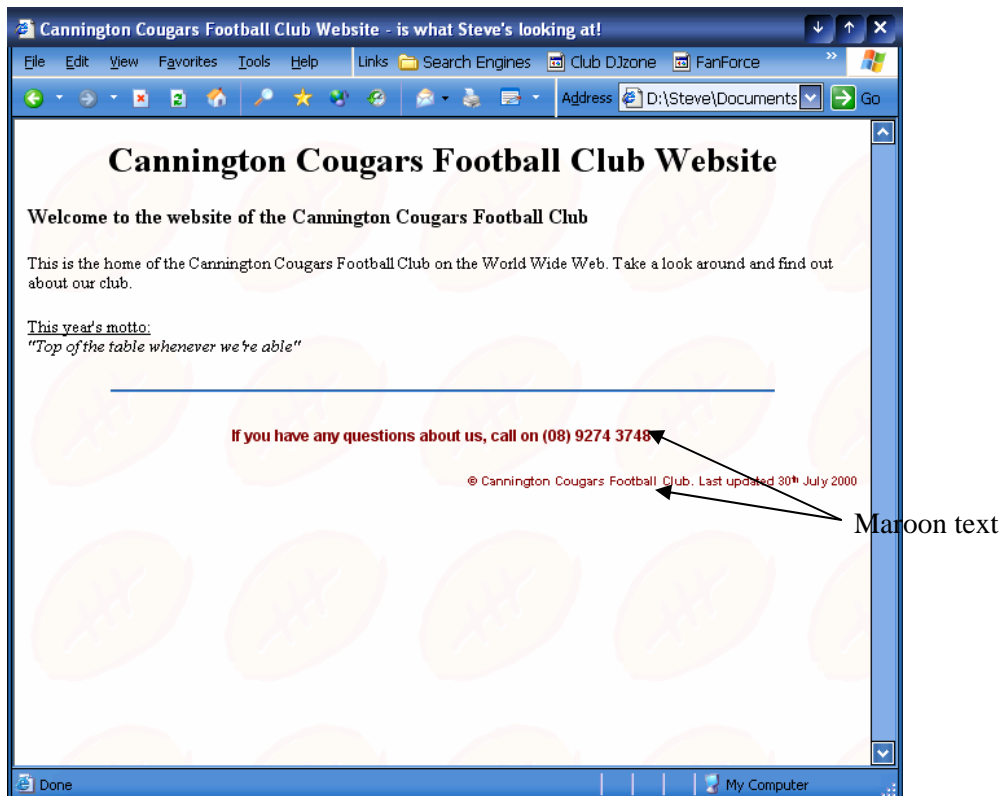 Cannington Cougars Football Club Website - is what Steve's looking at!
File Edit View Favorites Tools Help Links Search Engines Club DJzone FanForce »
Address D:\Steve\Documents Go
Cannington Cougars Football Club Website
Welcome to the website of the Cannington Cougars Football Club
This is the home of the Cannington Cougars Football Club on the World Wide Web. Take a look around and find out
about our club.
This year's motto:
"Top of the table whenever we're able"
If you have any questions about us, call on (08) 9274 3748
© Cannington Cougars Football Club. Last updated 30th July 2000
Maroon text
Done My Computer